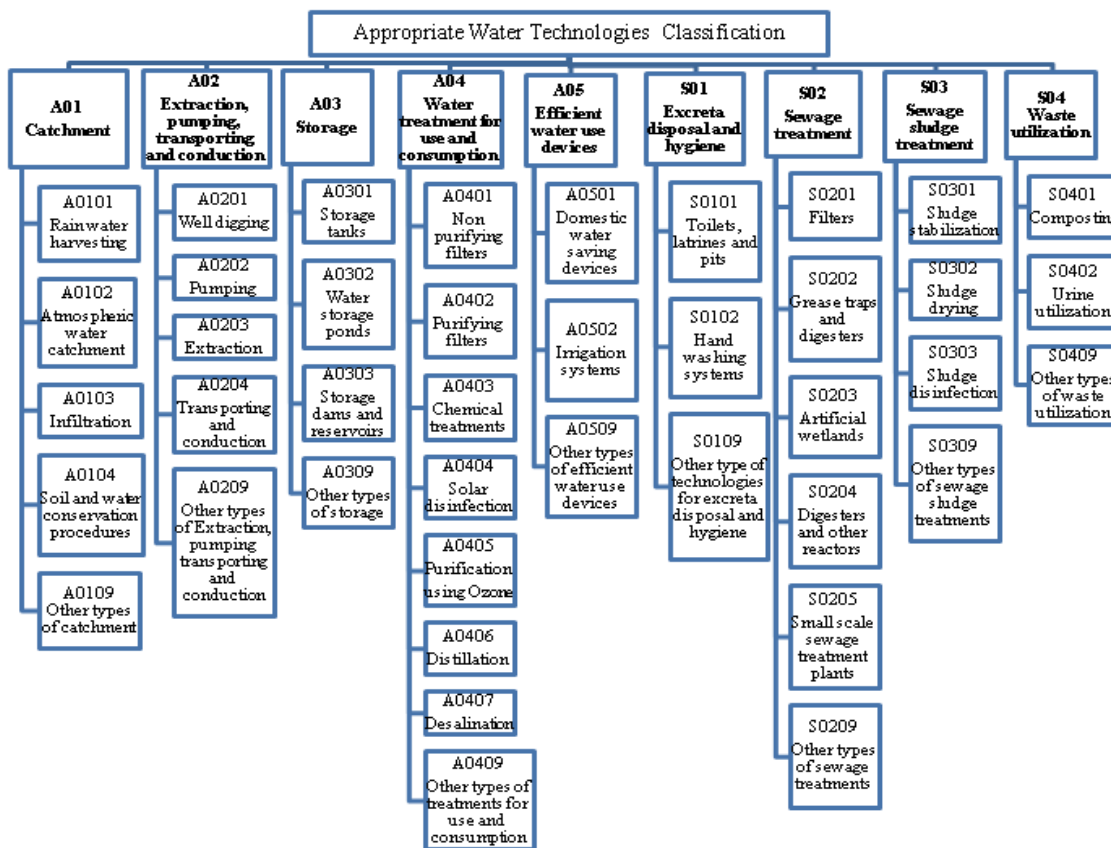 Appropriate Water Technologies Classification
A01
Catchment
A0101
Rainwater
harvesting
A0102
Atmospheric
water
catchment
A0103
Infiltration
A0104
Soil and water
conservation
procedures
A0109
Other types
of catchment
A02
Extraction,
pumping,
transporting
and conduction
A0201
Well digging
A0202
Pumping
A0203
Extraction
A0204
Transporting
and
conduction
A0209
Other types
of Extraction,
pumping
transporting
and
conduction
A03
Storage
A0301
Storage
tanks
A0302
Water
storage
ponds
A0303
Storage
dams and
reservoirs
A0309
Other types
of storage
A04
Water
treatment for
use and
consumption
A0401
Non
purifying
filters
A0402
Purifying
filters
A0403
Chemical
treatments
A0404
Solar
disinfection
A0405
Purification
using Ozone
A0406
Distillation
A0407
Desalination
A0409
Other types of
treatments for
use and
consumption
A05
Efficient
water use
devices
A0501
Domestic
water
saving
devices
A0502
Irrigation
systems
A0509
Other types
of efficient
water use
devices
S01
Excreta
disposal and
hygiene
S0101
Toilets,
latrines and
pits
S0102
Hand
washing
systems
S0109
Other type of
technologies
for excreta
disposal and
hygiene
S02
Sewage
treatment
S0201
Filters
S0202
Grease traps
and
digesters
S0203
Artificial
wetlands
S0204
Digesters
and other
reactors
S0205
Small scale
sewage
treatment
plants
S0209
Other types
of sewage
treatments
S03
Sewage
sludge
treatment
S0301
Sludge
stabilization
S0302
Sludge
drying
S0303
Sludge
disinfection
S0309
Other types
of sewage
sludge
treatments
S04
Waste
utilization
S0401
Compostin
S0402
Urine
utilization
S0409
Other types
of waste
utilization